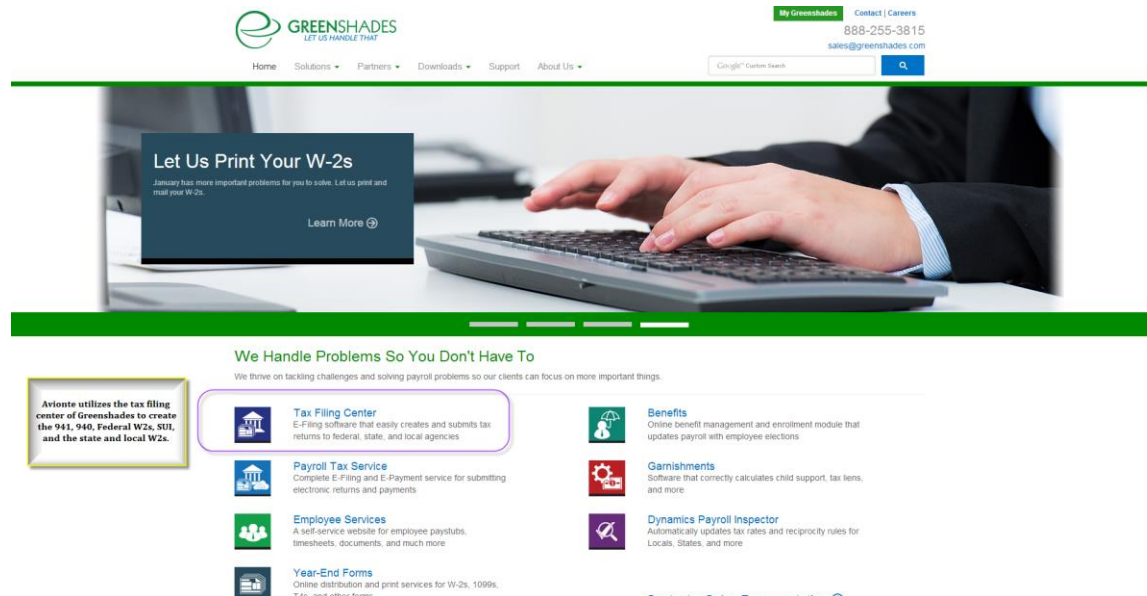 My Greenshades
Contact | Careers
GREENSHADES
LET US HANDLE THAT
888-255-3815
sales@greenshades.com
Home Solutions Partners Downloads Support About Us
Google™ Custom Search
Let Us Print Your W-2s
January has more important problems for you to solve. Let us print and
mail your W-2s.
Learn More
We Handle Problems So You Don't Have To
We thrive on tackling challenges and solving payroll problems so our clients can focus on more important things.
Avionte utilizes the tax filing
center of Greenshades to create
the 941, 940, Federal W2s, SUI,
and the state and local W2s.
Tax Filing Center
E-Filing software that easily creates and submits tax
returns to federal, state, and local agencies
Benefits
Online benefit management and enrollment module that
updates payroll with employee elections
Payroll Tax Service
Complete E-Filing and E-Payment service for submitting
electronic returns and payments
Garnishments
Software that correctly calculates child support, tax liens,
and more
Employee Services
A self-service website for employee paystubs,
timesheets, documents, and much more
Dynamics Payroll Inspector
Automatically updates tax rates and reciprocity rules for
Locals, States, and more
Year-End Forms
Online distribution and print services for W-2s, 1099s,
T4s, and other forms